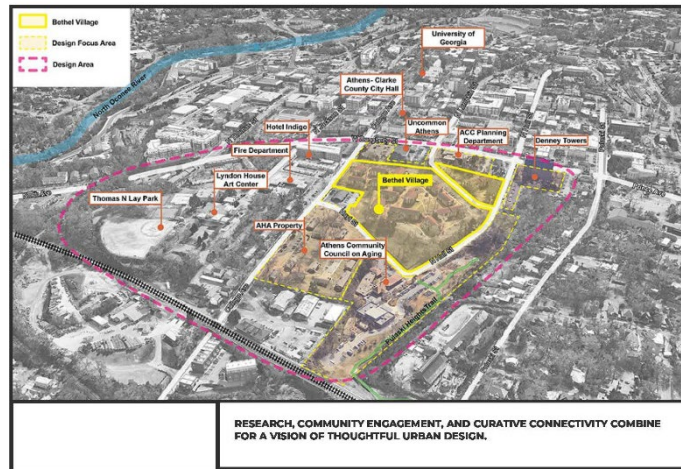 Bethel Village
Design Focus Area
Design Area
North Oconee River
University of
Georgia
Athens- Clarke
County City Hall
Hotel Indigo
Uncommon
Athens
ACC Planning
Department
Denney Towers
Fire Department
Lyndon House
Art Center
Thomas N Lay Park
Bethel Village
AHA Property
Athens Community
Council on Aging
Pulaski Heights Trail
RESEARCH, COMMUNITY ENGAGEMENT, AND CURATIVE CONNECTIVITY COMBINE
FOR A VISION OF THOUGHTFUL URBAN DESIGN.